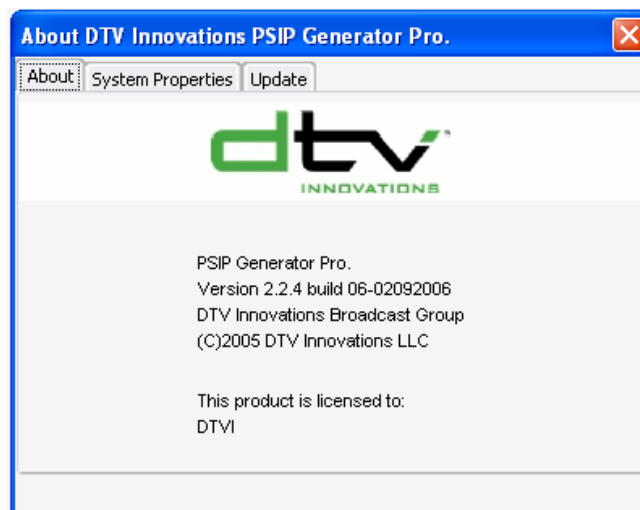 About DTV Innovations PSIP Generator Pro.
About System Properties Update
dtv™
INNOVATIONS
PSIP Generator Pro.
Version 2.2.4 build 06-02092006
DTV Innovations Broadcast Group
(C)2005 DTV Innovations LLC
This product is licensed to:
DTVI